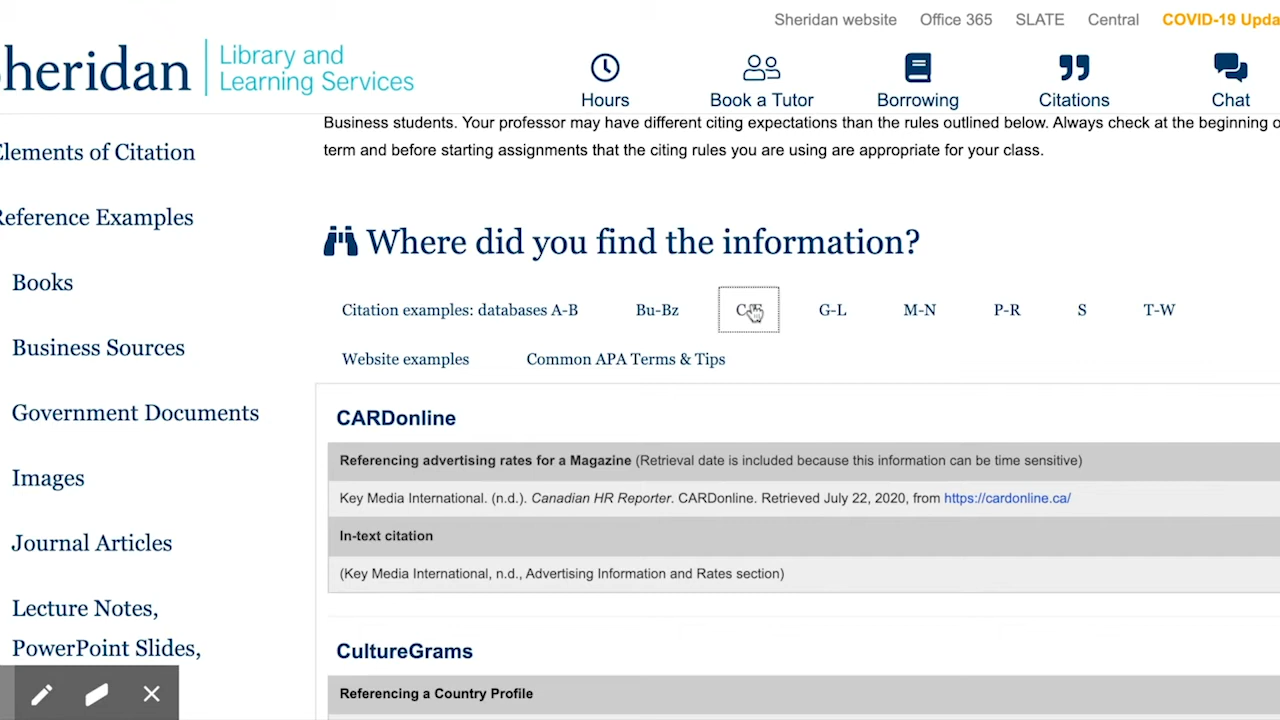 Sheridan website Office 365 SLATE Central COVID-19 Upda
heridan Library and
Learning Services
Hours Book a Tutor Borrowing Citations Chat
Business students. Your professor may have different citing expectations than the rules outlined below. Always check at the beginning o
term and before starting assignments that the citing rules you are using are appropriate for your class.
Elements of Citation
Reference Examples
Books
Business Sources
Government Documents
Images
Journal Articles
Lecture Notes,
PowerPoint Slides,
Where did you find the information?
Citation examples: databases A-B Bu-Bz G-L M-N P-R S T-W
Website examples Common APA Terms & Tips
CARDonline
Referencing advertising rates for a Magazine (Retrieval date is included because this information can be time sensitive)
Key Media International. (n.d.). Canadian HR Reporter. CARDonline. Retrieved July 22, 2020, from https://cardonline.ca/
In-text citation
(Key Media International, n.d., Advertising Information and Rates section)
CultureGrams
Referencing a Country Profile